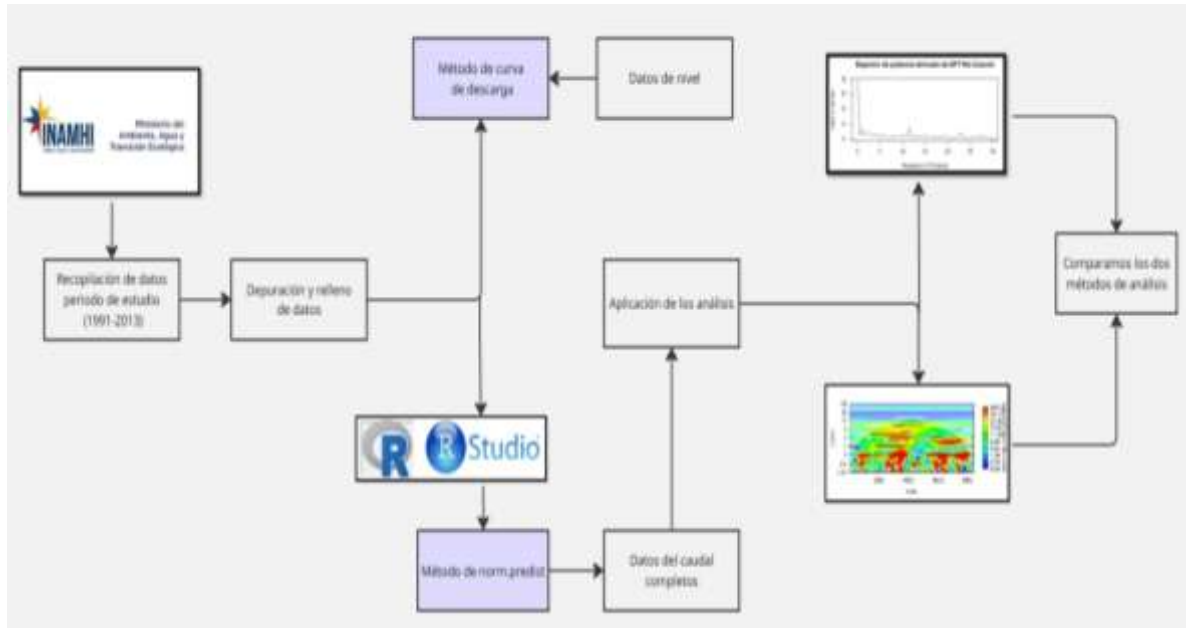 Método de curva
de descarga
Datos de nivel
INAMHI
Ministerio del
Ambiente, Agua y
Transición Ecológica
Recopilación de datos
periodo de estudio
(1991-2013)
Depuración y relleno
de datos
Aplicación de los análisis
Comparamos los dos
métodos de análisis
R
R Studio
Método de norm.predist
Datos del caudal
completos